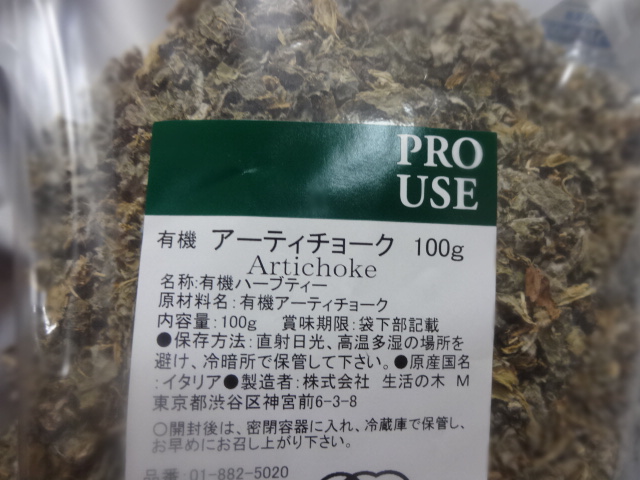 PRO
USE
有機 アーティチョーク 100g
Artichoke
名称:有機ハーブティー
原材料名:有機アーティチョーク
内容量:100g 賞味期限:袋下部記載
●保存方法:直射日光、高温多湿の場所を
避け、冷暗所で保管して下さい。●原産国名
:イタリア●製造者:株式会社 生活の木 M
東京都渋谷区神宮前6-3-8
○開封後は、密閉容器に入れ、冷蔵庫で保管し、
お早めにお召し上がり下さい。
品番:01-882-5020